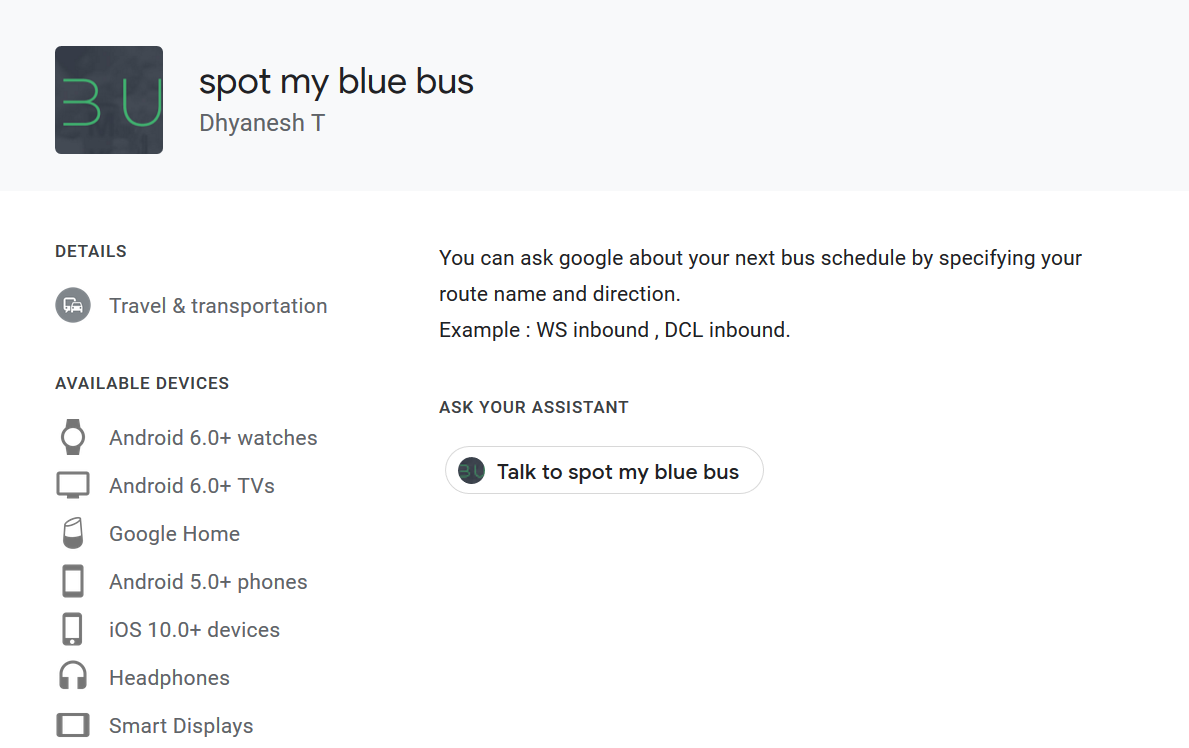 BU
spot my blue bus
Dhyanesh T
DETAILS
Travel & transportation
AVAILABLE DEVICES
Android 6.0+ watches
Android 6.0+ TVs
Google Home
Android 5.0+ phones
iOS 10.0+ devices
Headphones
Smart Displays
You can ask google about your next bus schedule by specifying your
route name and direction.
Example : WS inbound , DCL inbound.
ASK YOUR ASSISTANT
BU Talk to spot my blue bus